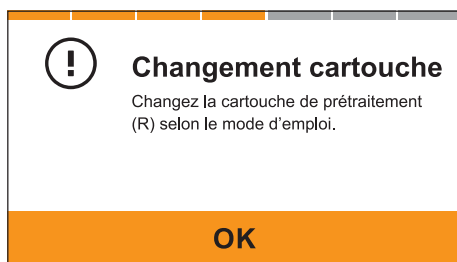 Changement cartouche
Changez la cartouche de prétraitement
(R) selon le mode d'emploi.
OK